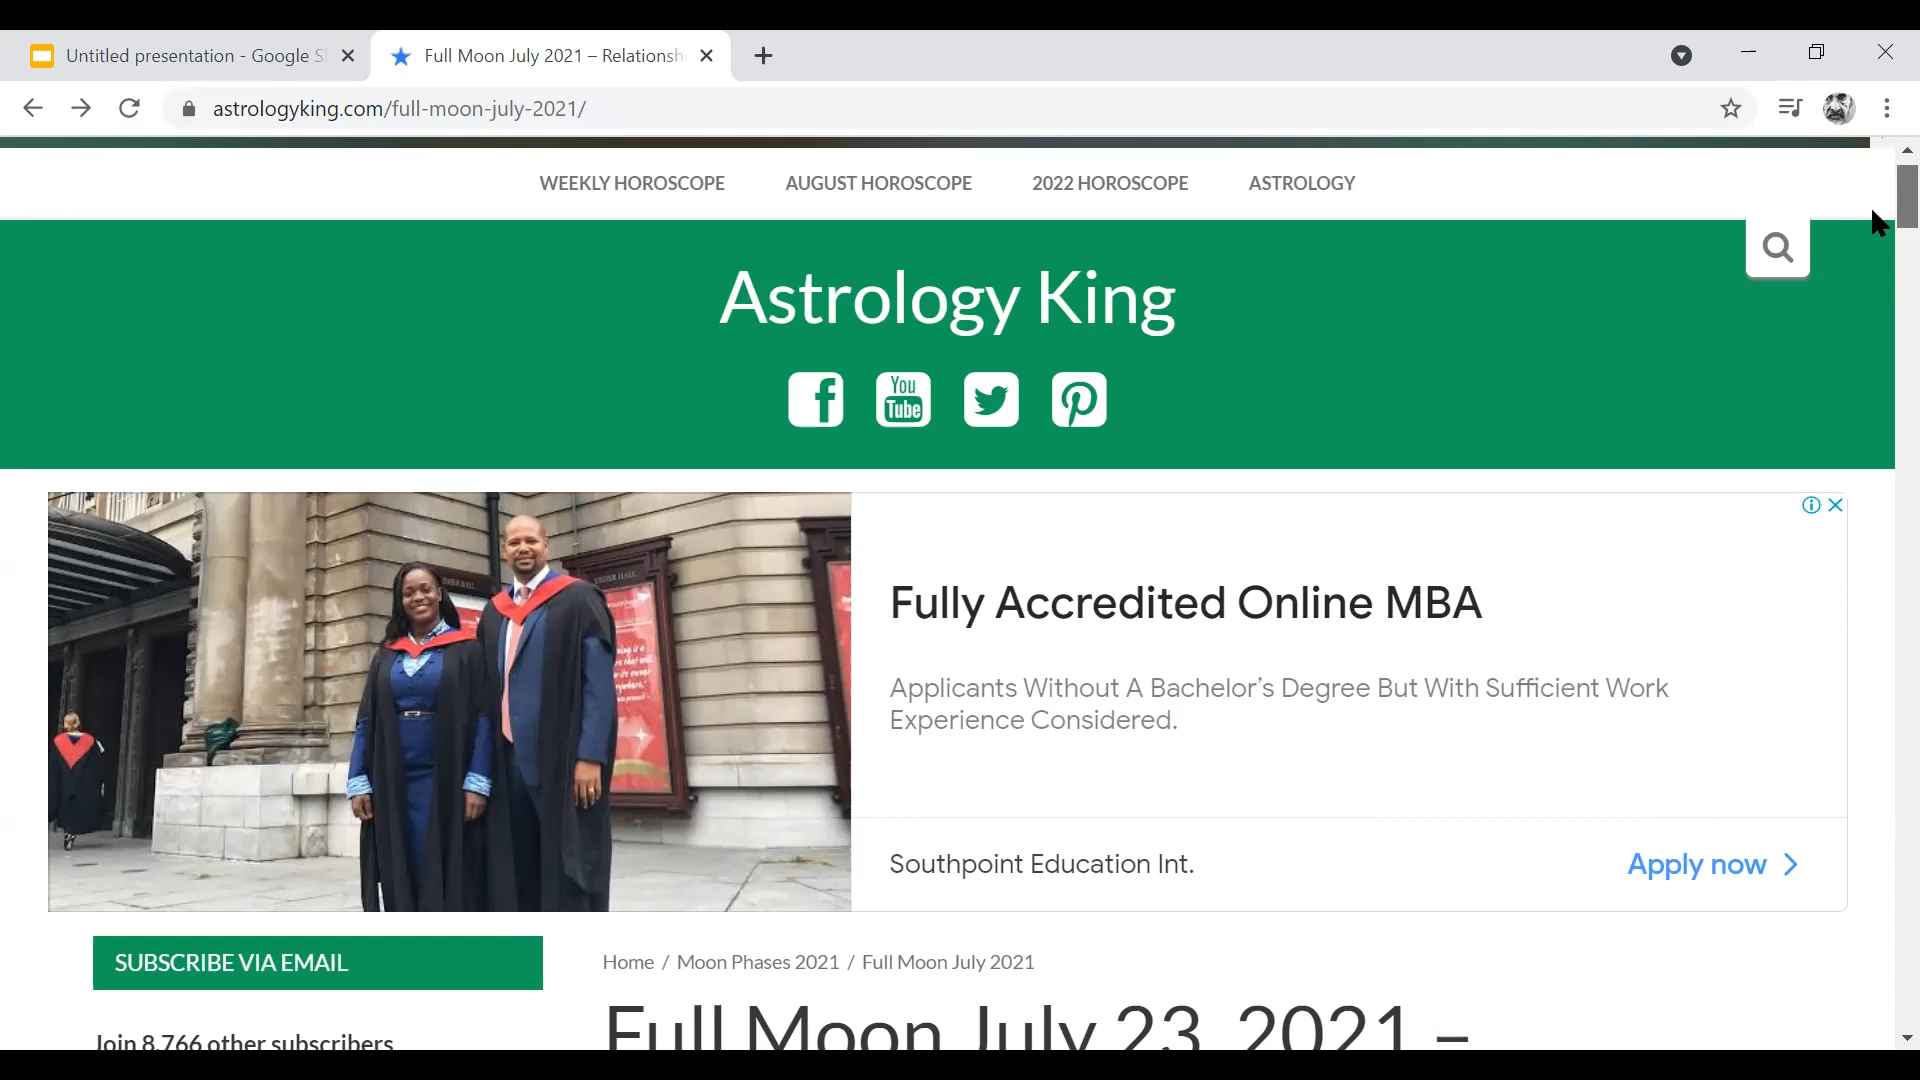 Untitled presentation - Google S
Full Moon July 2021 – Relationsh
astrologyking.com/full-moon-july-2021/
WEEKLY HOROSCOPE
AUGUST HOROSCOPE
2022 HOROSCOPE
ASTROLOGY
Astrology King
You
Tube
USHER HALL
Fully Accredited Online MBA
Applicants Without A Bachelor’s Degree But With Sufficient Work
Experience Considered.
Southpoint Education Int.
Apply now
SUBSCRIBE VIA EMAIL
Home / Moon Phases 2021 / Full Moon July 2021
Full Moon July 23, 2021 –
Join 8,766 other subscribers